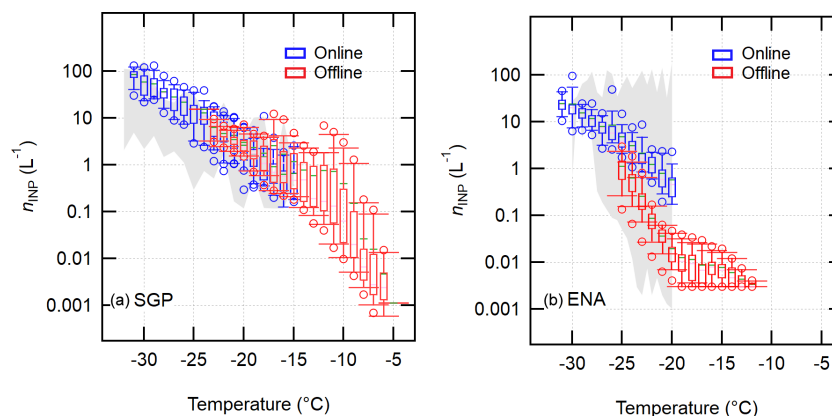 Online
Offline
100
10
1
0.1
0.01
0.001
n_INP (L⁻¹)
(a) SGP
-30 -25 -20 -15 -10 -5
Temperature (°C)
Online
Offline
100
10
1
0.1
0.01
0.001
n_INP (L⁻¹)
(b) ENA
-30 -25 -20 -15 -10 -5
Temperature (°C)